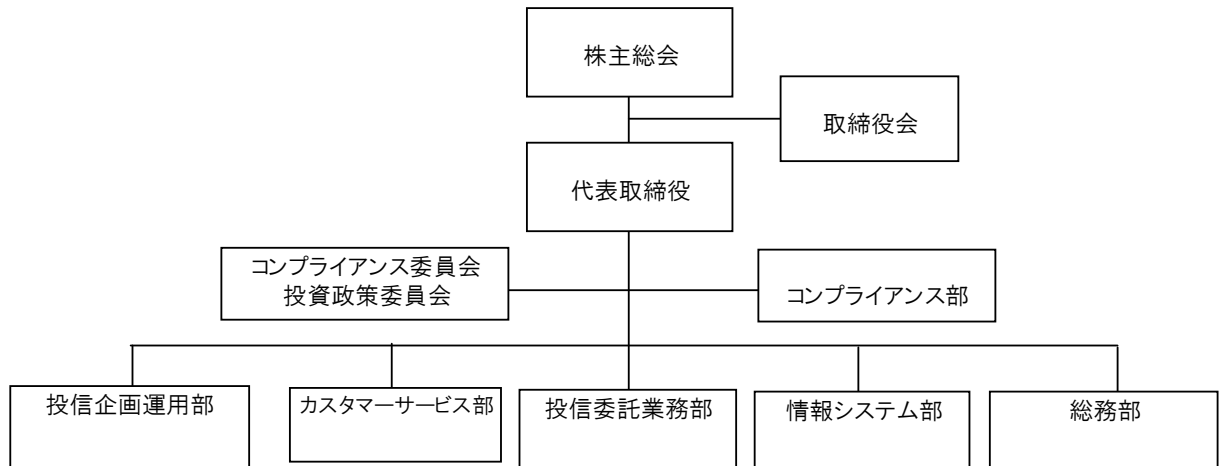 株主総会
取締役会
代表取締役
コンプライアンス委員会
投資政策委員会
コンプライアンス部
投信企画運用部
カスタマーサービス部
投信委託業務部
情報システム部
総務部